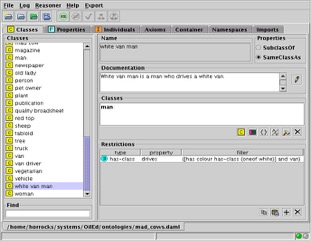 File Log Reasoner Help Export
Classes Properties Individuals Axioms Container Namespaces Imports
Classes
mad cow
magazine
man
newspaper
old lady
person
pet owner
plant
publication
quality broadsheet
red top
sheep
tabloid
tree
truck
van
van driver
vegetarian
vehicle
white van man
woman
Find
Name
white van man
Properties
SubclassOf
SameClassAs
Documentation
White van man is a man who drives a white van.
Classes
man
Restrictions
type property filler
has-class drives ([has colour has-class (oneof white)] and van)
/home/horrocks/systems/OilEd/ontologies/mad_cows.daml